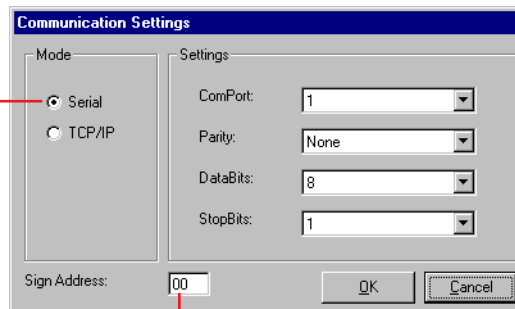 Communication Settings
Mode
Serial
TCP/IP
Settings
ComPort: 1
Parity: None
DataBits: 8
StopBits: 1
Sign Address: 00
OK
Cancel